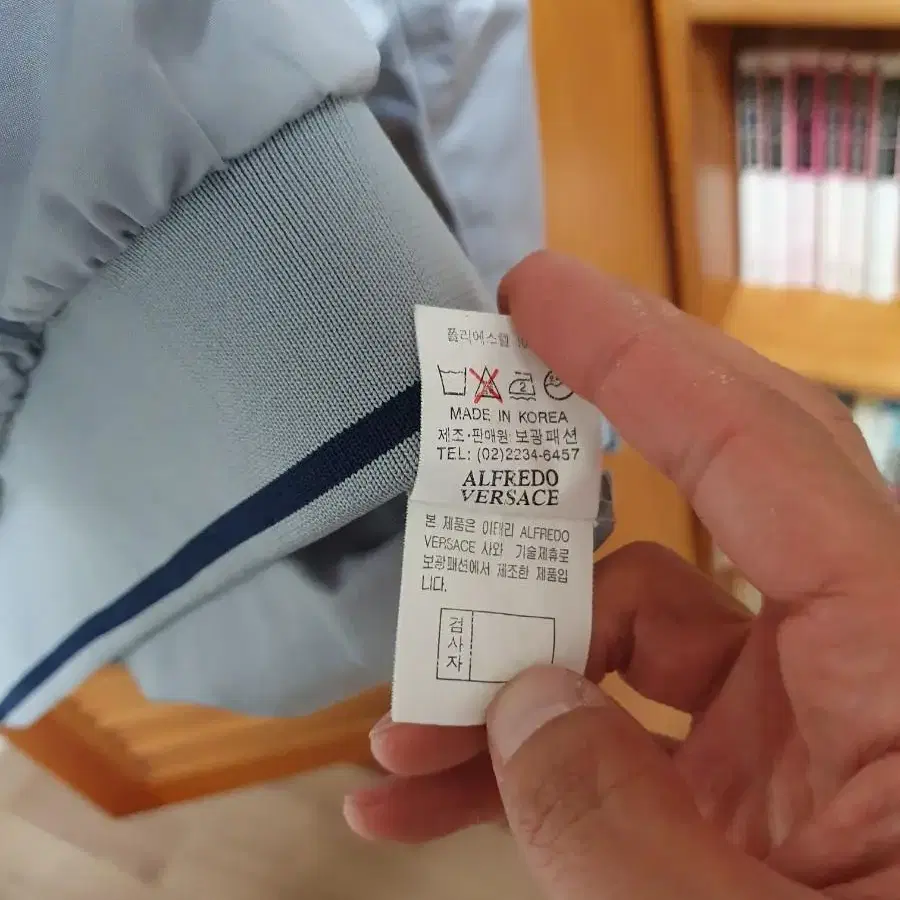 폴리에스텔 10
MADE IN KOREA
제조·판매원: 보광패션
TEL: (02)2234-6457
ALFREDO
VERSACE
본 제품은 이태리 ALFREDO
VERSACE 사와 기술제휴로
보광패션에서 제조한 제품입
니다.
검사자